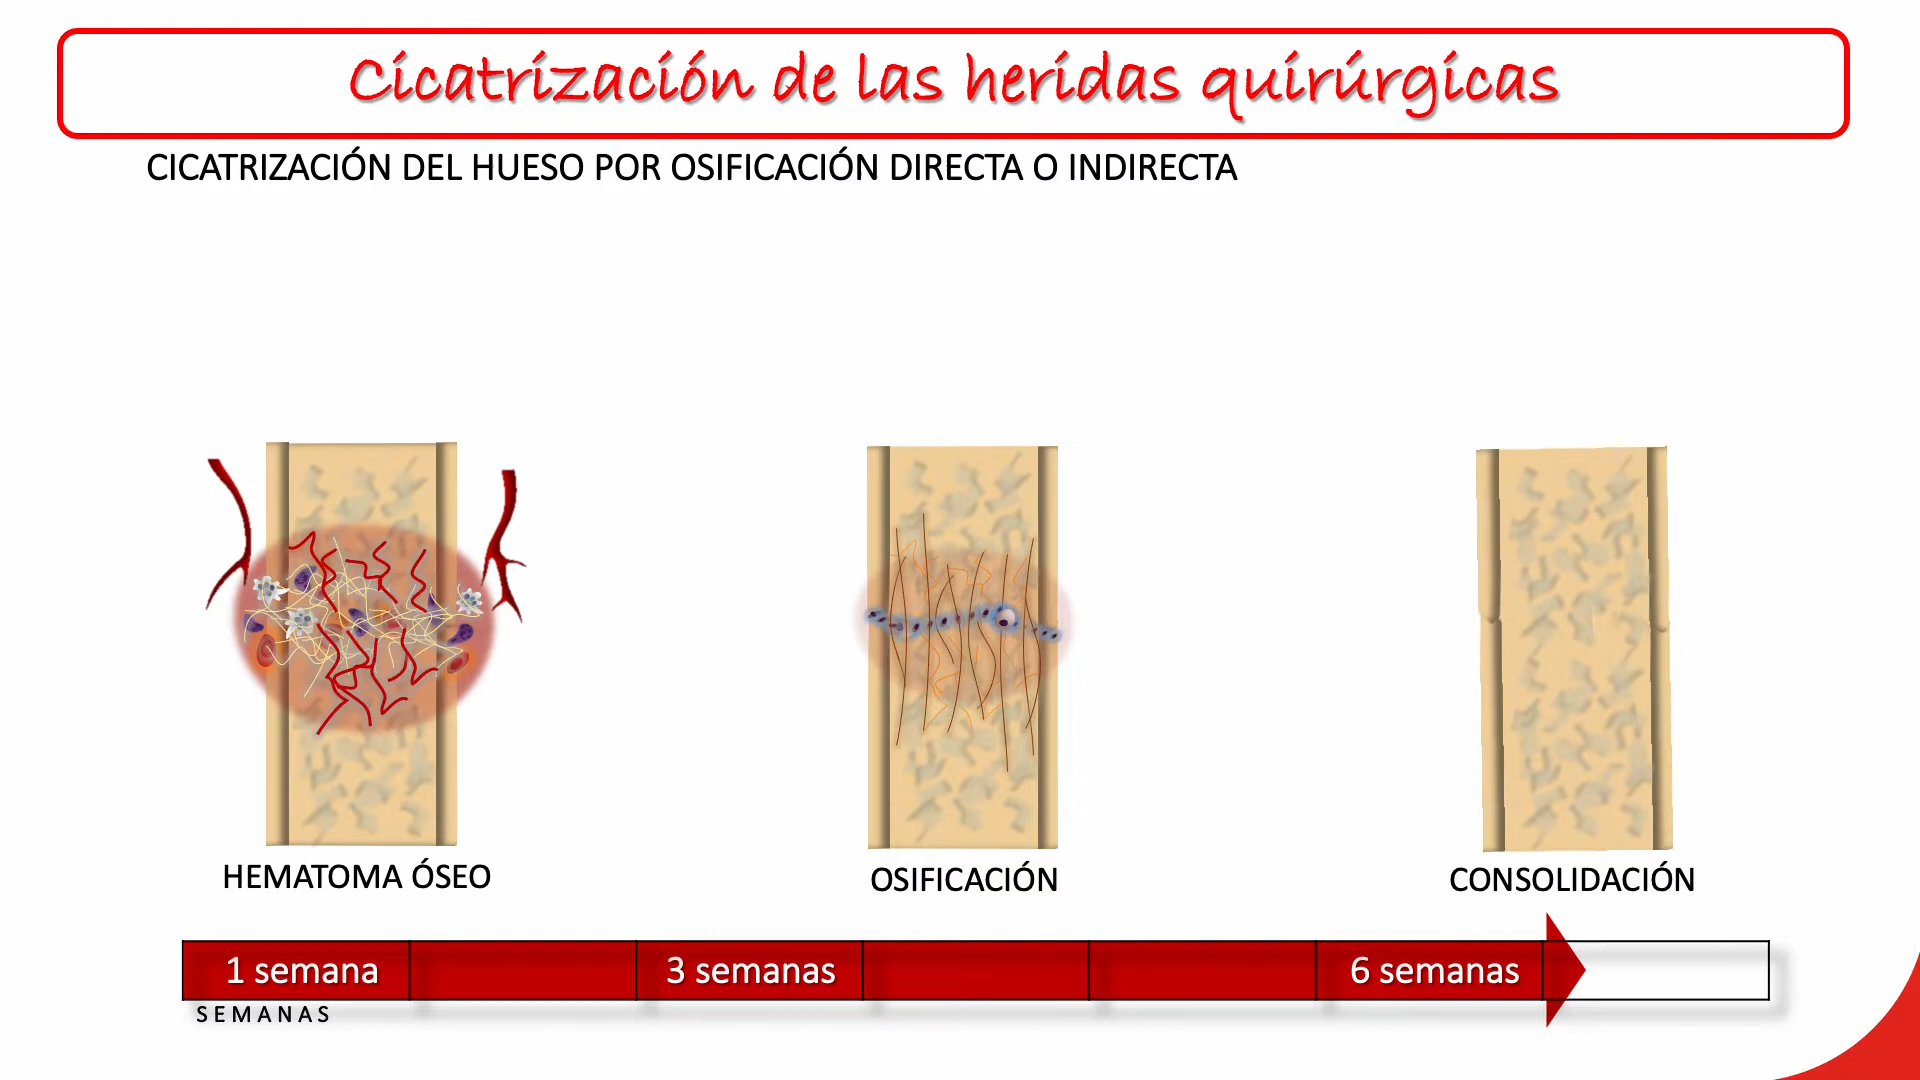 Cicatrización de las heridas quirúrgicas
CICATRIZACIÓN DEL HUESO POR OSIFICACIÓN DIRECTA O INDIRECTA
HEMATOMA ÓSEO
OSIFICACIÓN
CONSOLIDACIÓN
1 semana
3 semanas
6 semanas
SEMANAS